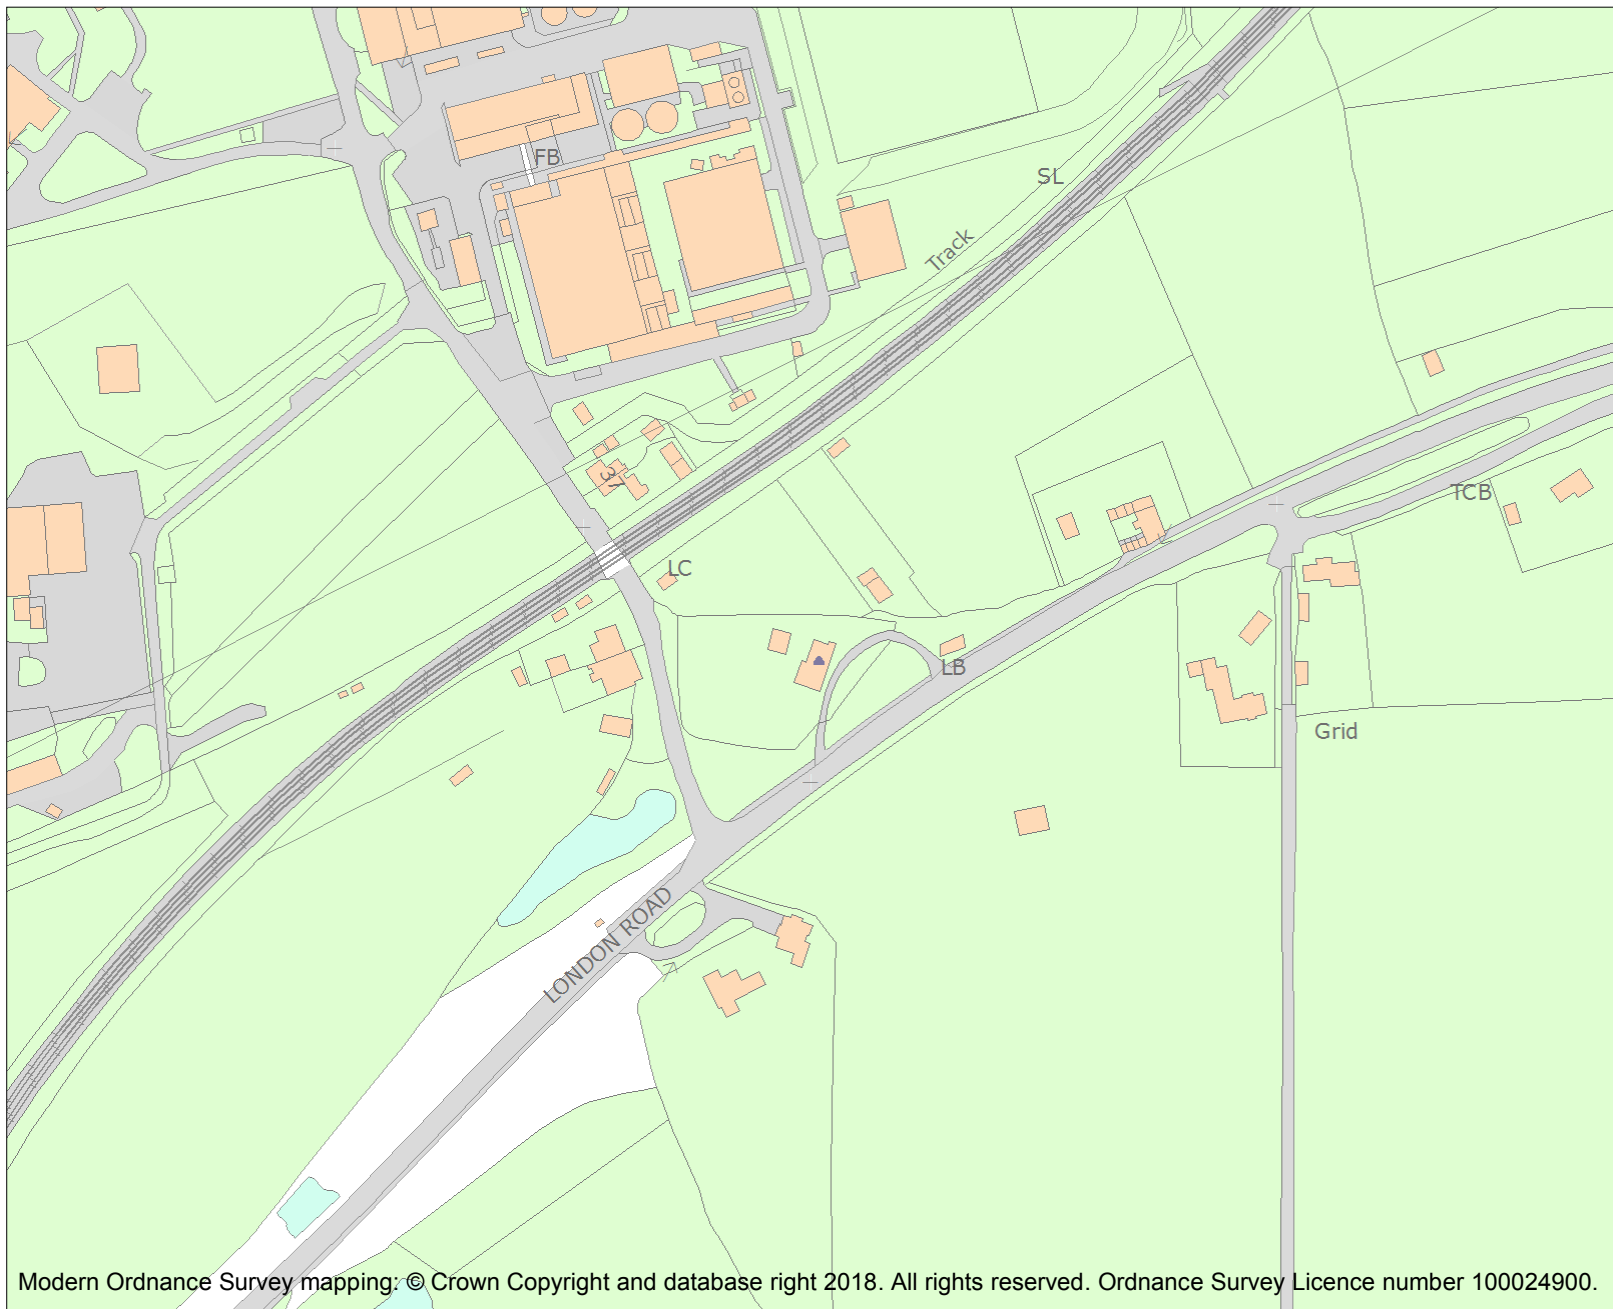 FB
SL
Track
37
TCB
LC
LB
Grid
LONDON ROAD
Modern Ordnance Survey mapping: © Crown Copyright and database right 2018. All rights reserved. Ordnance Survey Licence number 100024900.